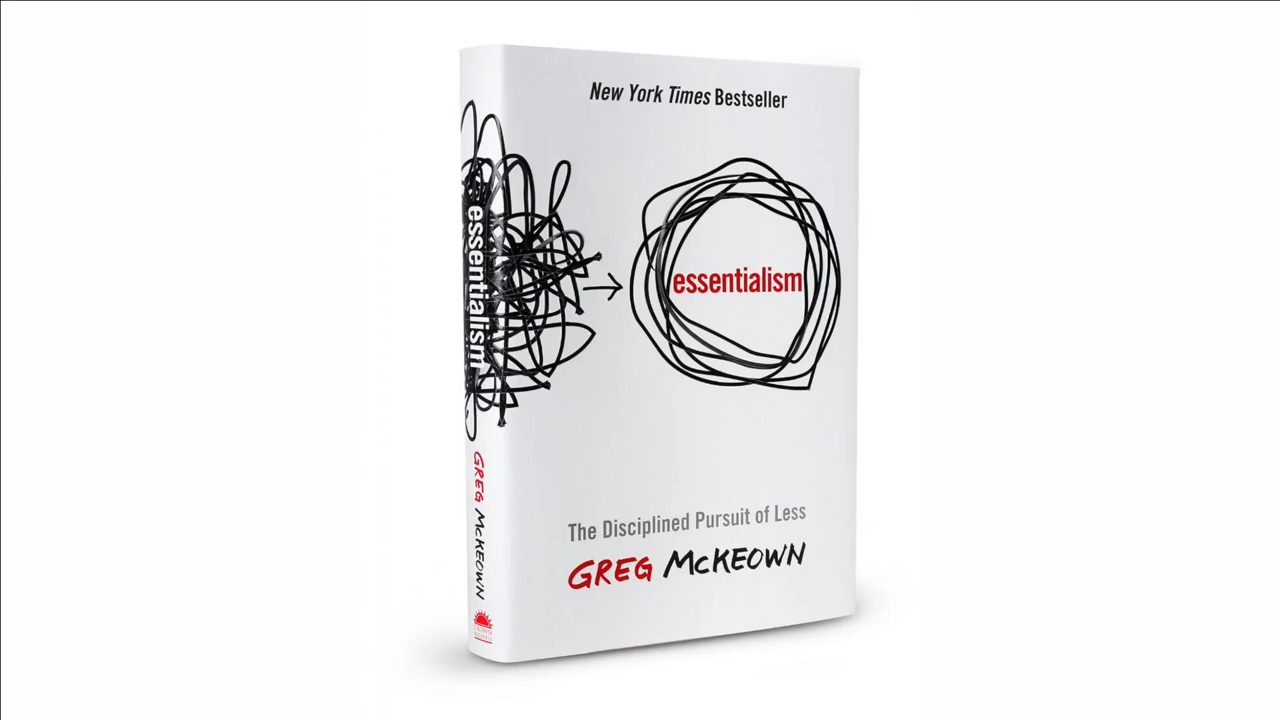 New York Times Bestseller
essentialism
The Disciplined Pursuit of Less
GREG MCKEOWN
essentialism
GREG MCKEOWN